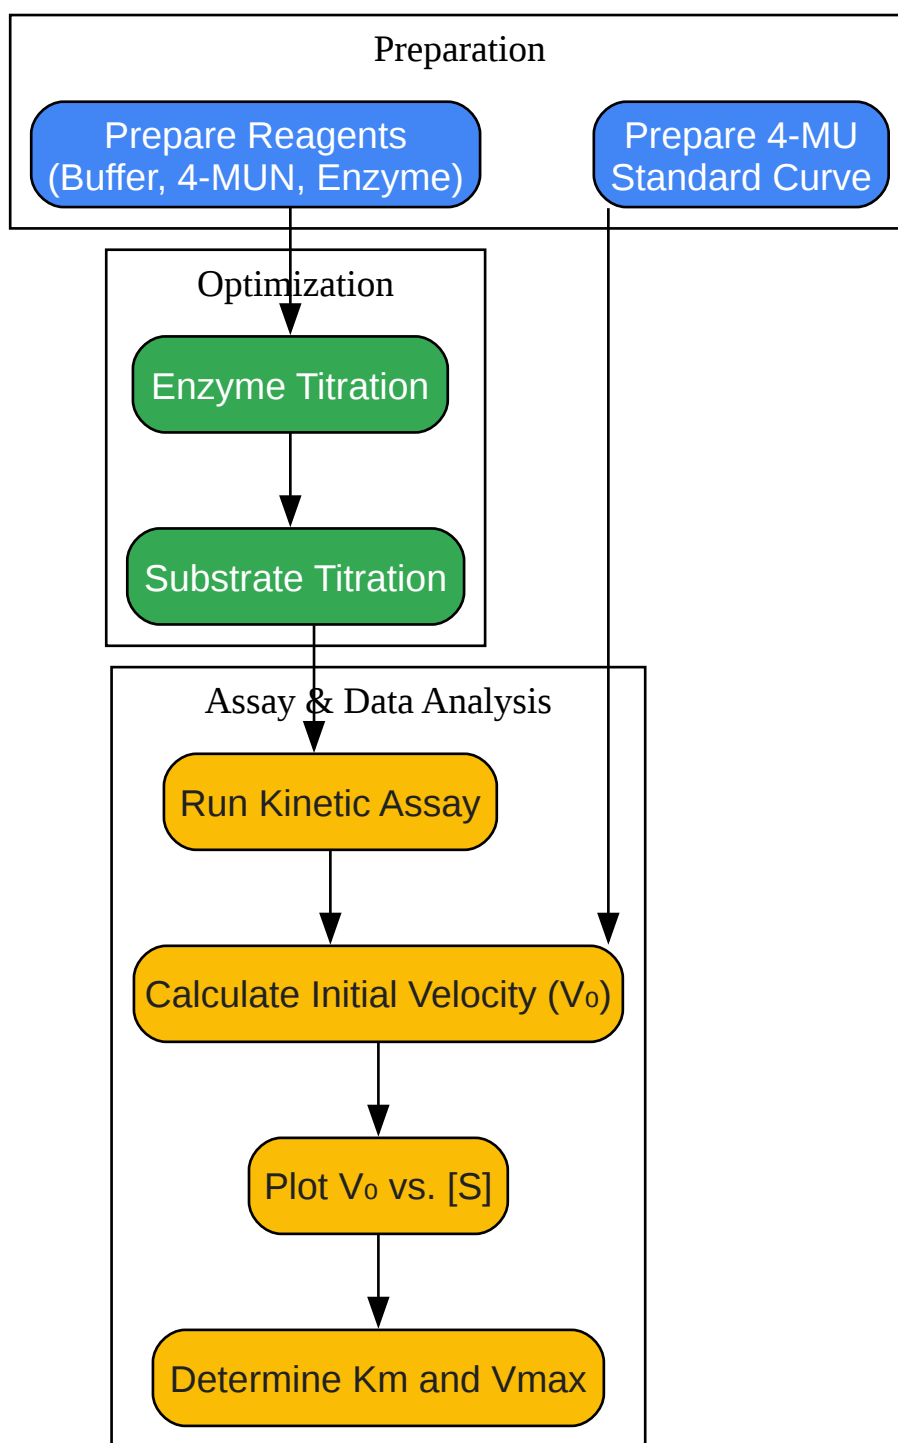 Preparation
Prepare Reagents
(Buffer, 4-MUN, Enzyme)
Prepare 4-MU
Standard Curve
Optimization
Enzyme Titration
Substrate Titration
Assay & Data Analysis
Run Kinetic Assay
Calculate Initial Velocity (V₀)
Plot V₀ vs. [S]
Determine Km and Vmax